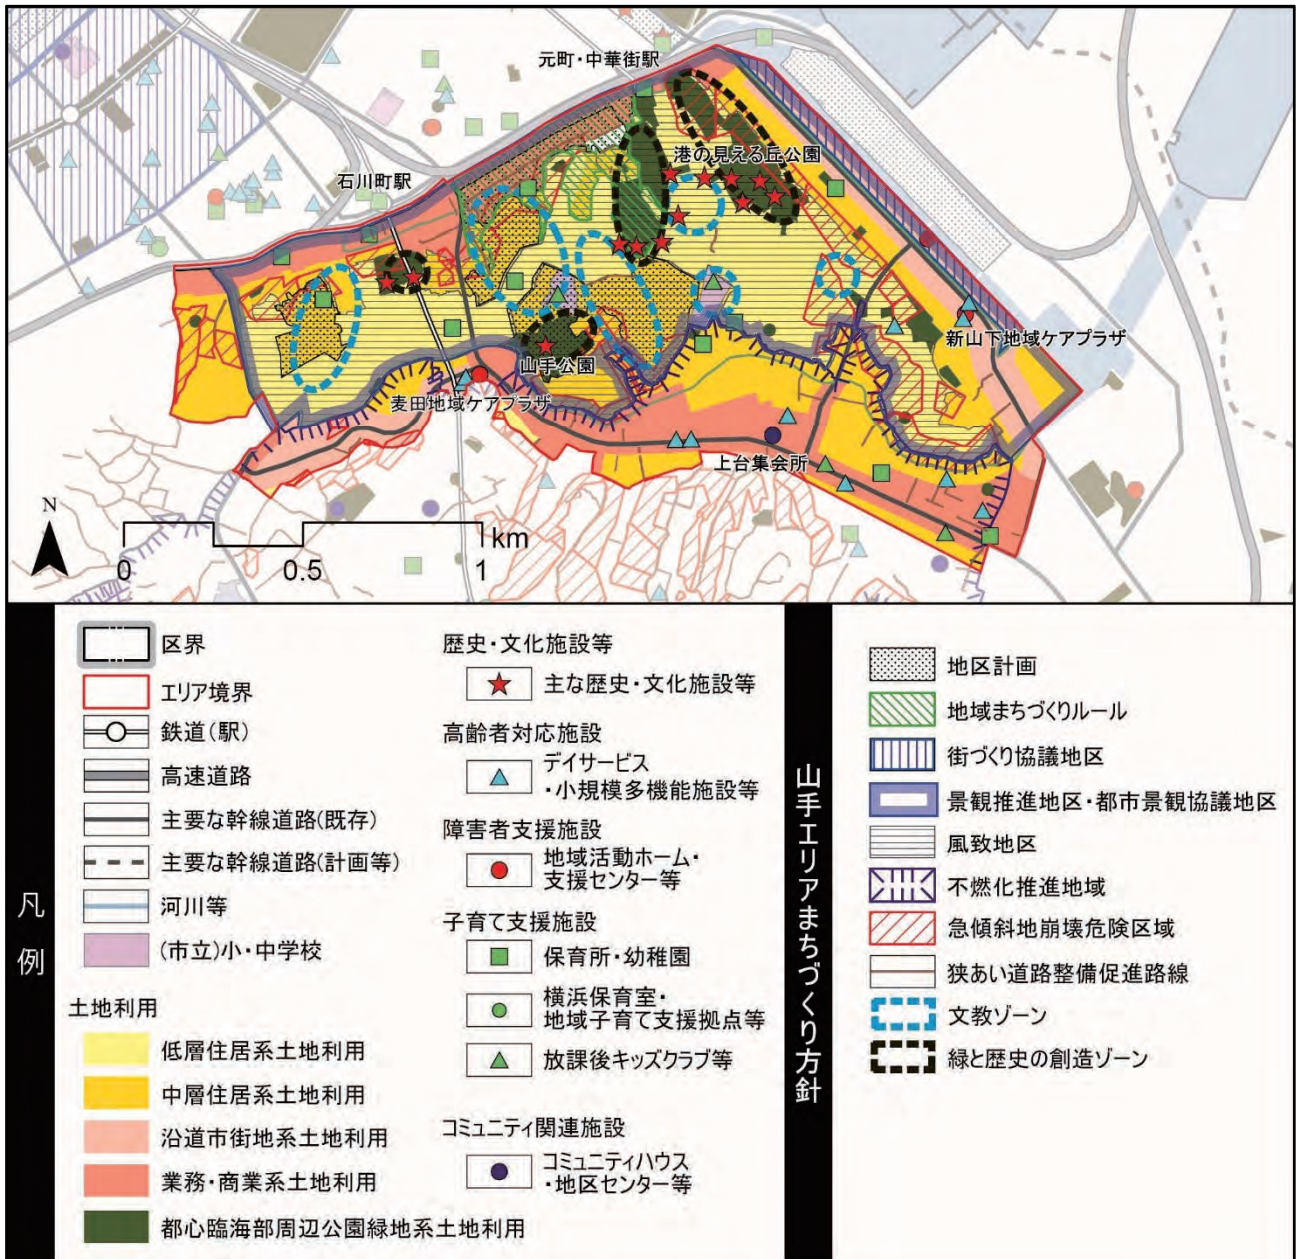 元町・中華街駅
港の見える丘公園
石川町駅
新山下地域ケアプラザ
山手公園
麦田地域ケアプラザ
上台集会所
N
km
0
0.5
1
凡例
区界
エリア境界
鉄道(駅)
高速道路
主要な幹線道路(既存)
主要な幹線道路(計画等)
河川等
(市立)小・中学校
土地利用
低層住居系土地利用
中層住居系土地利用
沿道市街地系土地利用
業務・商業系土地利用
都心臨海部周辺公園緑地系土地利用
歴史・文化施設等
主な歴史・文化施設等
高齢者対応施設
デイサービス
・小規模多機能施設等
障害者支援施設
地域活動ホーム・
支援センター等
子育て支援施設
保育所・幼稚園
横浜保育室・
地域子育て支援拠点等
放課後キッズクラブ等
コミュニティ関連施設
コミュニティハウス
・地区センター等
山手エリアまちづくり方針
地区計画
地域まちづくりルール
街づくり協議地区
景観推進地区・都市景観協議地区
風致地区
不燃化推進地域
急傾斜地崩壊危険区域
狭あい道路整備促進路線
文教ゾーン
緑と歴史の創造ゾーン